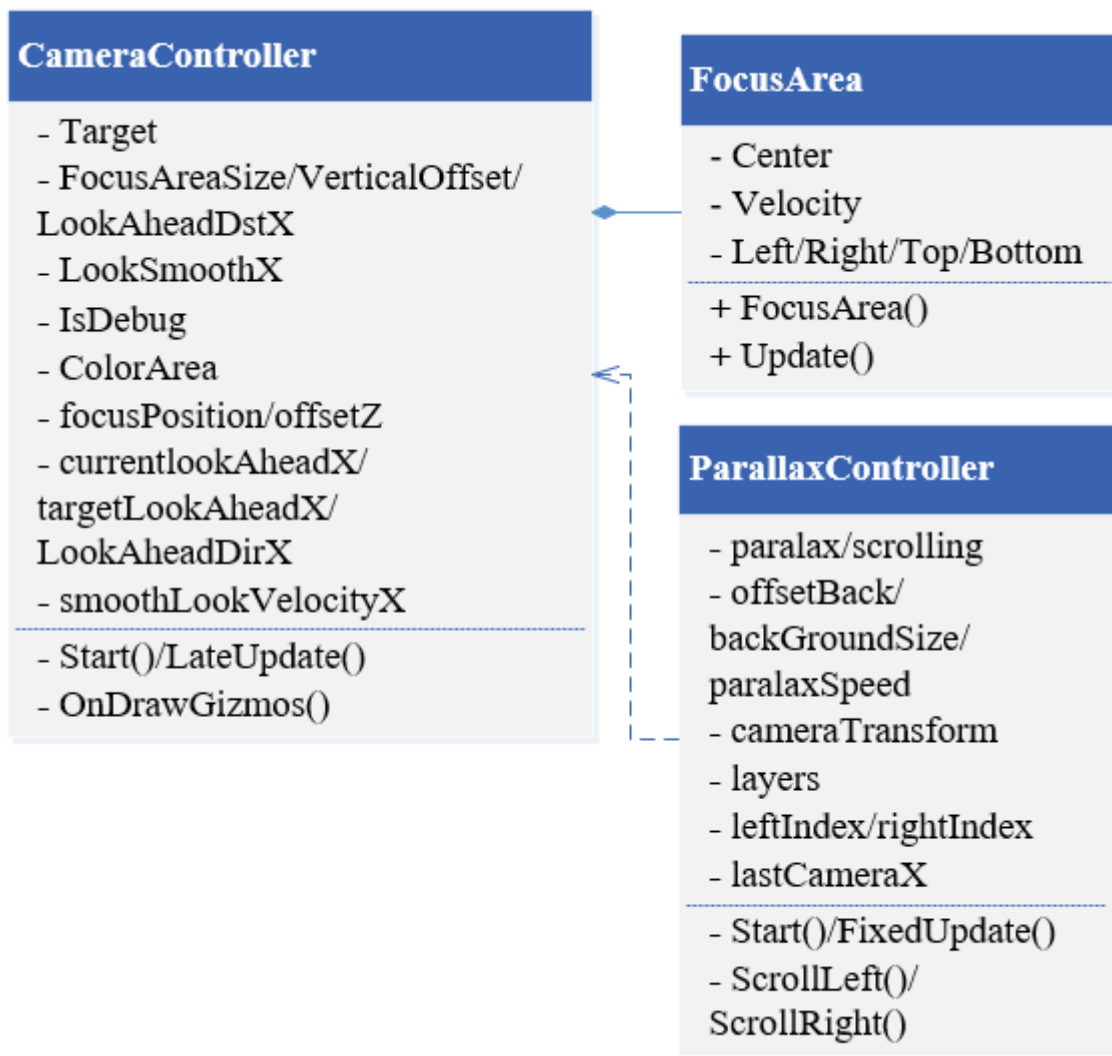 CameraController
- Target
- FocusAreaSize/VerticalOffset/
LookAheadDstX
- LookSmoothX
- IsDebug
- ColorArea
- focusPosition/offsetZ
- currentlookAheadX/
targetLookAheadX/
LookAheadDirX
- smoothLookVelocityX
- Start()/LateUpdate()
- OnDrawGizmos()
FocusArea
- Center
- Velocity
- Left/Right/Top/Bottom
+ FocusArea()
+ Update()
ParallaxController
- paralax/scrolling
- offsetBack/
backGroundSize/
paralaxSpeed
- cameraTransform
- layers
- leftIndex/rightIndex
- lastCameraX
- Start()/FixedUpdate()
- ScrollLeft()/
ScrollRight()